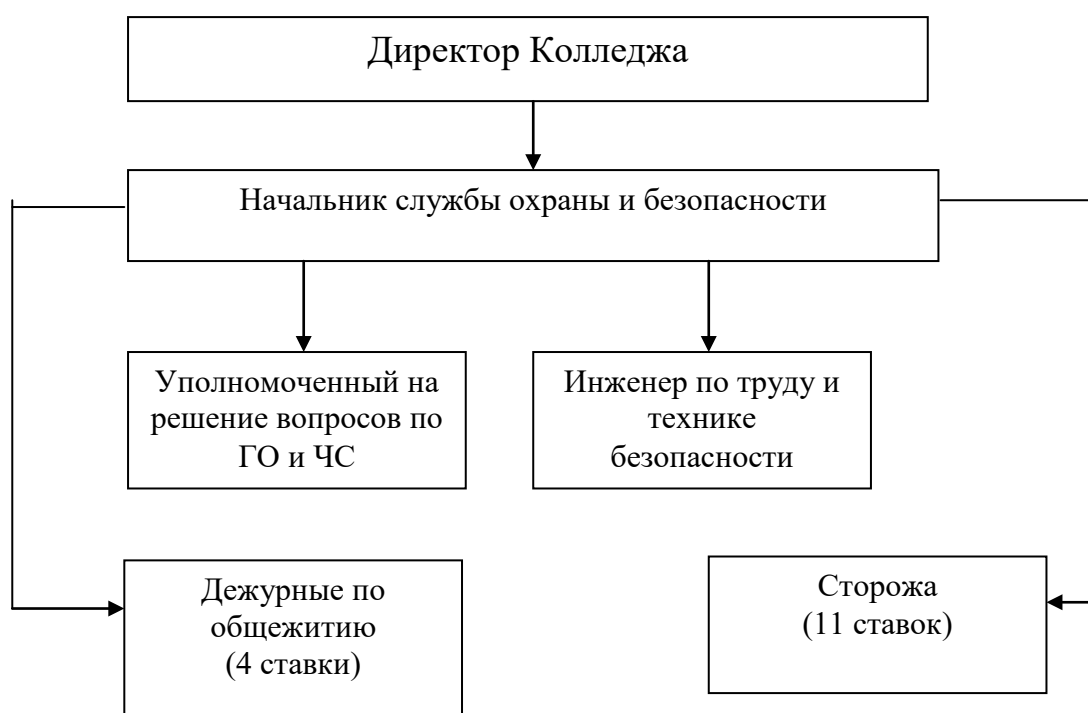 Директор Колледжа
Начальник службы охраны и безопасности
Уполномоченный на
решение вопросов по
ГО и ЧС
Инженер по труду и
технике
безопасности
Дежурные по
общежитию
(4 ставки)
Сторожа
(11 ставок)